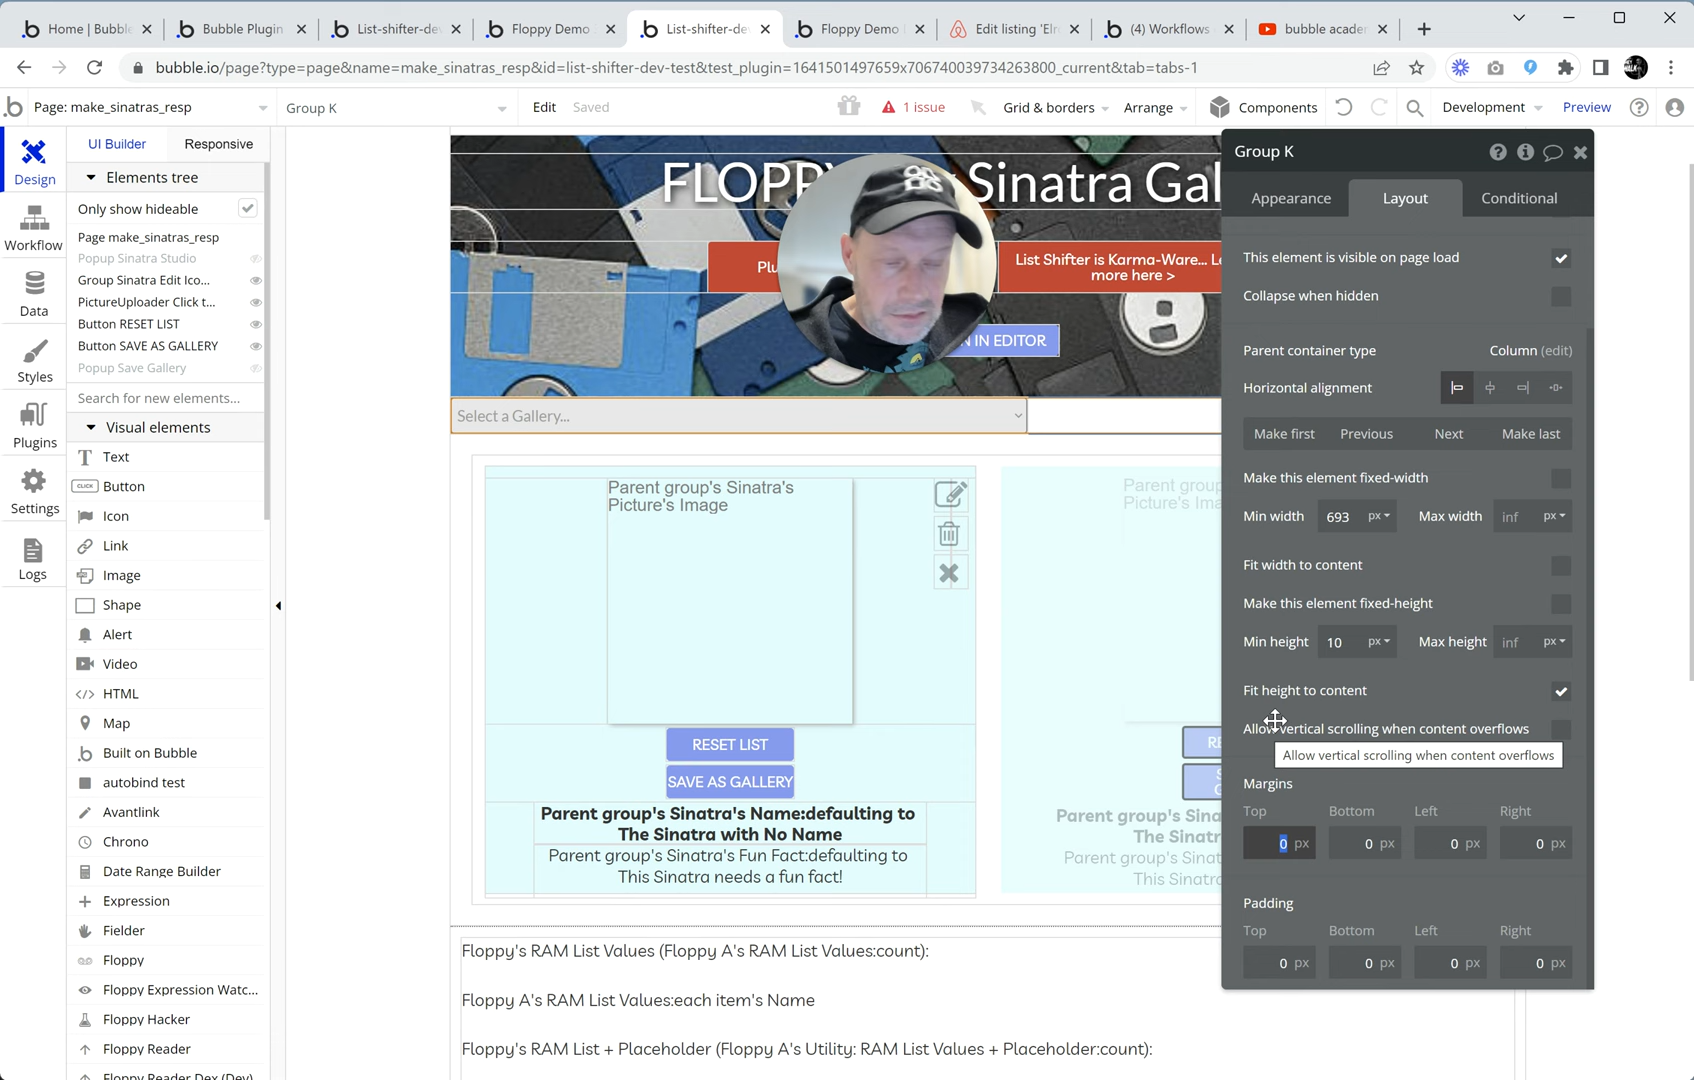 Home | Bubble
Bubble Plugin
List-shifter-dev
Floppy Demo
List-shifter-dev
Floppy Demo
Edit listing 'Elro
(4) Workflows
bubble acader
bubble.io/page?type=page&name=make_sinatras_resp&id=list-shifter-dev-test&test_plugin=1641501497659x706740039734263800_current&tab=tabs-1
Page: make_sinatras_resp
Group K
Edit
Saved
1 issue
Grid & borders
Arrange
Components
Development
Preview
Design
Workflow
Data
Styles
Plugins
Settings
Logs
UI Builder
Responsive
Elements tree
Only show hideable
Page make_sinatras_resp
Popup Sinatra Studio
Group Sinatra Edit Ico...
PictureUploader Click t...
Button RESET LIST
Button SAVE AS GALLERY
Popup Save Gallery
Search for new elements...
Visual elements
Text
CLICK
Button
Icon
Link
Image
Shape
Alert
Video
HTML
Map
Built on Bubble
autobind test
Avantlink
Chrono
Date Range Builder
Expression
Fielder
Floppy
Floppy Expression Watc...
Floppy Hacker
Floppy Reader
Floppy Reader Dex (Dev)
FLOPPY
Sinatra Gal
Plu
List Shifter is Karma-Ware... Le
more here >
IN EDITOR
Select a Gallery...
Parent group's Sinatra's
Picture's Image
RESET LIST
SAVE AS GALLERY
Parent group's Sinatra's Name:defaulting to
The Sinatra with No Name
Parent group's Sinatra's Fun Fact:defaulting to
This Sinatra needs a fun fact!
Parent group
Picture's Ima
RE
S
G
Parent group's Sina
The Sinatr
Parent group's Sina
This Sinatr
Floppy's RAM List Values (Floppy A's RAM List Values:count):
Floppy A's RAM List Values:each item's Name
Floppy's RAM List + Placeholder (Floppy A's Utility: RAM List Values + Placeholder:count):
Group K
Appearance
Layout
Conditional
This element is visible on page load
Collapse when hidden
Parent container type
Column (edit)
Horizontal alignment
Make first
Previous
Next
Make last
Make this element fixed-width
Min width
693 px
Max width
inf px
Fit width to content
Make this element fixed-height
Min height
10 px
Max height
inf px
Fit height to content
Allow vertical scrolling when content overflows
Allow vertical scrolling when content overflows
Margins
Top
Bottom
Left
Right
0 px
0 px
0 px
0 px
Padding
Top
Bottom
Left
Right
0 px
0 px
0 px
0 px